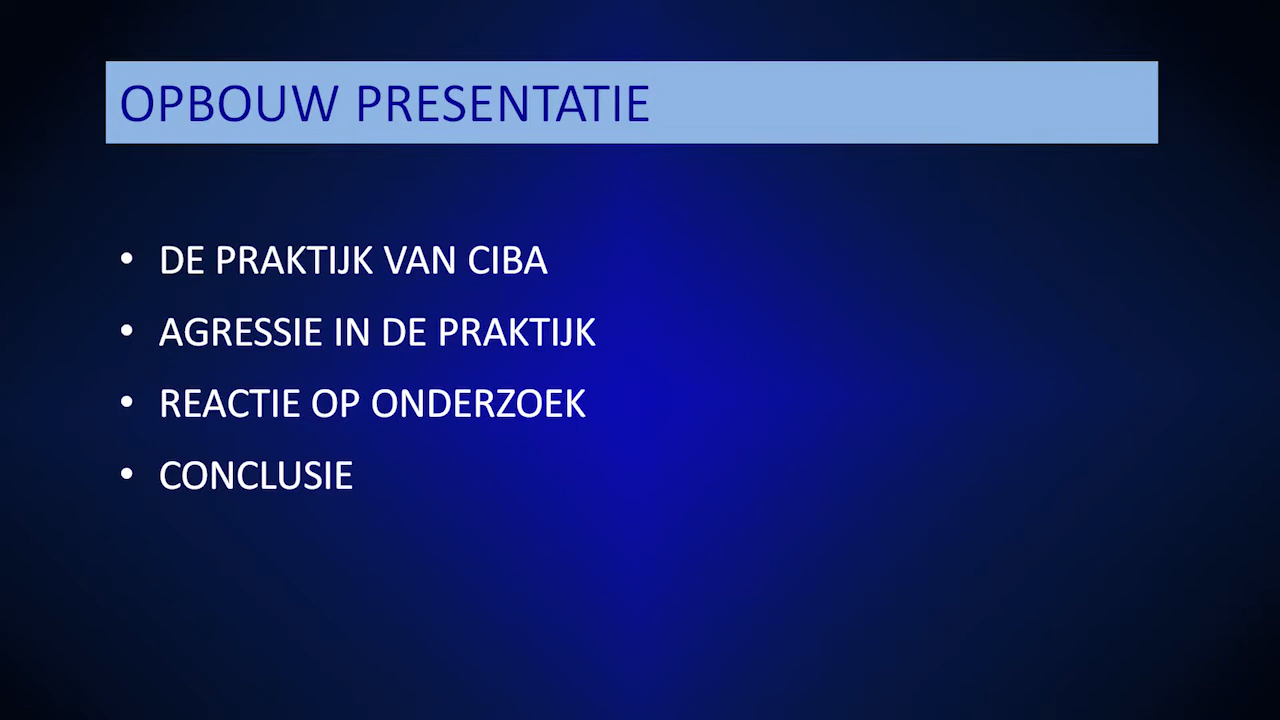 OPBOUW PRESENTATIE
• DE PRAKTIJK VAN CIBA
• AGRESSIE IN DE PRAKTIJK
• REACTIE OP ONDERZOEK
• CONCLUSIE